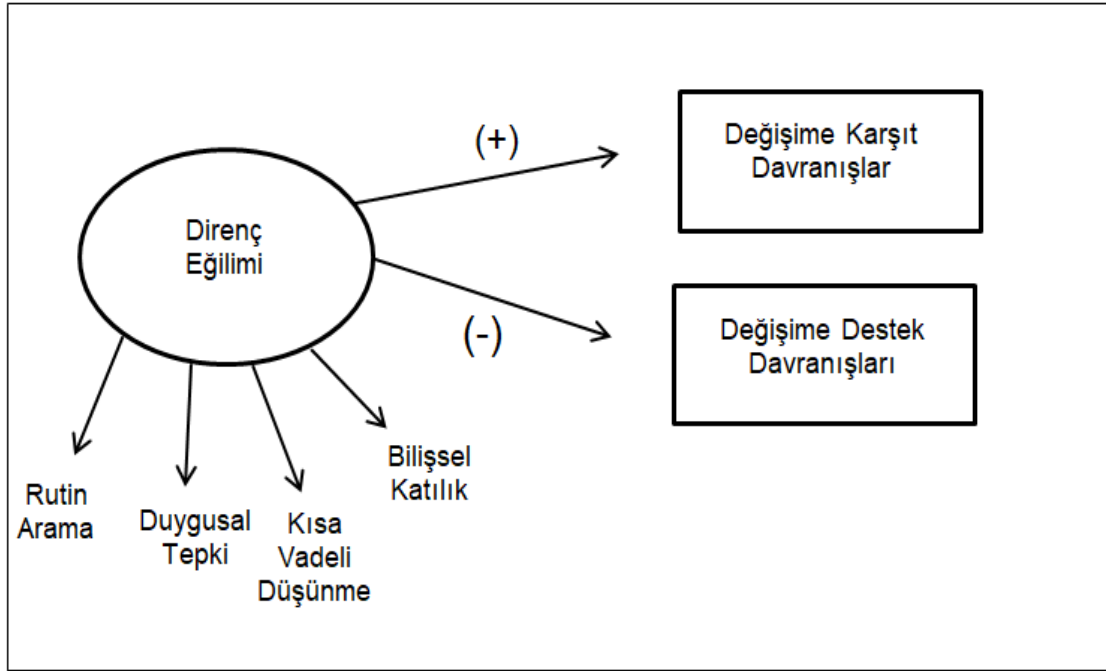 Direnç
Eğilimi
(+)
Değişime Karşıt
Davranışlar
(-)
Değişime Destek
Davranışları
Rutin
Arama
Duygusal
Tepki
Kısa
Vadeli
Düşünme
Bilişsel
Katılık